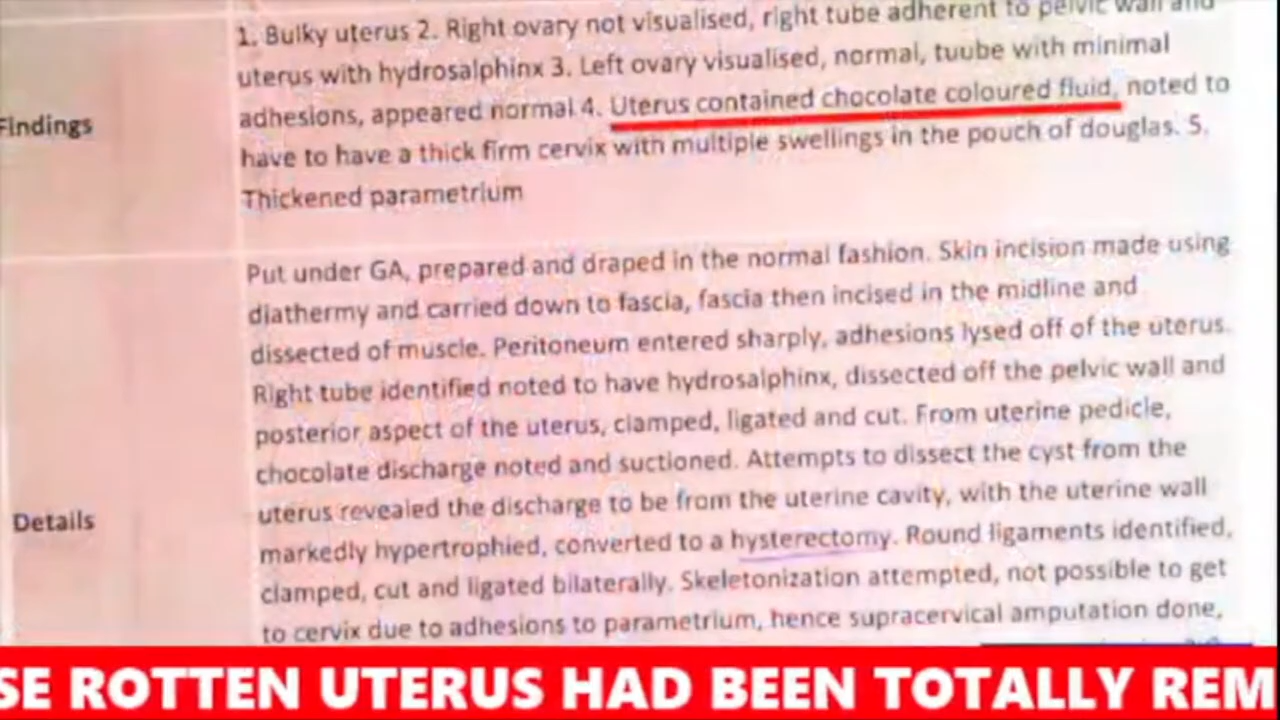 1. Bulky uterus 2. Right ovary not visualised, right tube adherent to pelvic wall and
uterus with hydrosalphinx 3. Left ovary visualised, normal, tuube with minimal
Findings
adhesions, appeared normal 4. Uterus contained chocolate coloured fluid, noted to
have to have a thick firm cervix with multiple swellings in the pouch of douglas. 5.
Thickened parametrium
Put under GA, prepared and draped in the normal fashion. Skin incision made using
diathermy and carried down to fascia, fascia then incised in the midline and
dissected of muscle. Peritoneum entered sharply, adhesions lysed off of the uterus.
Right tube identified noted to have hydrosalphinx, dissected off the pelvic wall and
posterior aspect of the uterus, clamped, ligated and cut. From uterine pedicle,
chocolate discharge noted and suctioned. Attempts to dissect the cyst from the
Details
uterus revealed the discharge to be from the uterine cavity, with the uterine wall
markedly hypertrophied, converted to a hysterectomy. Round ligaments identified,
clamped, cut and ligated bilaterally. Skeletonization attempted, not possible to get
to cervix due to adhesions to parametrium, hence supracervical amputation done,
SE ROTTEN UTERUS HAD BEEN TOTALLY REM